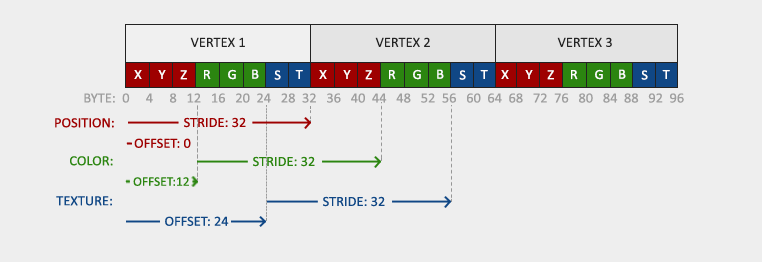 VERTEX 1 VERTEX 2 VERTEX 3
X Y Z R G B S T X Y Z R G B S T X Y Z R G B S T
BYTE: 0 4 8 12 16 20 24 28 32 36 40 44 48 52 56 60 64 68 72 76 80 84 88 92 96
POSITION: STRIDE: 32
OFFSET: 0
COLOR: STRIDE: 32
OFFSET:12
TEXTURE: STRIDE: 32
OFFSET: 24